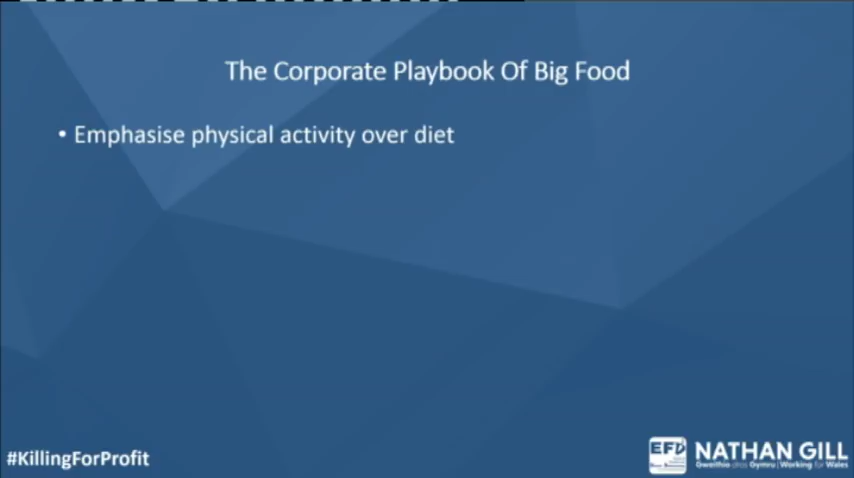 The Corporate Playbook Of Big Food
• Emphasise physical activity over diet
#KillingForProfit
EFD
NATHAN GILL
Gweithio dros Gymru | Working for Wales